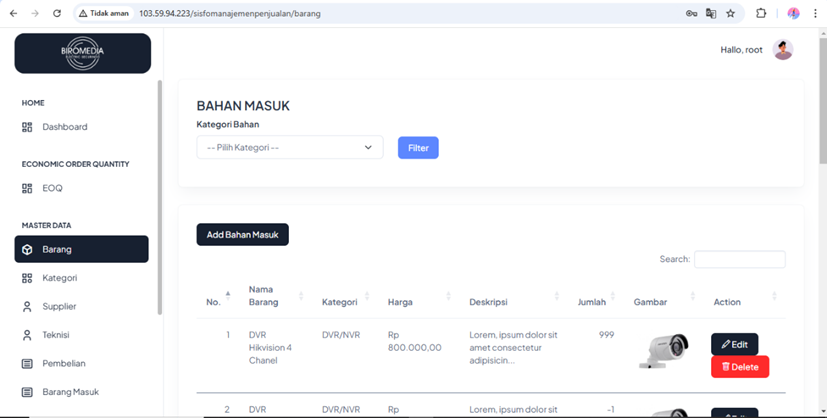 Tidak aman
103.59.94.223/sisfomanajemenpenjualan/barang
BIROMEDIA
Hallo, root
HOME
Dashboard
ECONOMIC ORDER QUANTITY
EOQ
MASTER DATA
Barang
Kategori
Supplier
Teknisi
Pembelian
Barang Masuk
BAHAN MASUK
Kategori Bahan
-- Pilih Kategori --
Filter
Add Bahan Masuk
Search:
No.
Nama
Barang
Kategori
Harga
Deskripsi
Jumlah
Gambar
Action
1
DVR
Hikvision 4
Chanel
DVR/NVR
Rp
800.000,00
Lorem, ipsum dolor sit
amet consectetur
adipisicin...
999
Edit
Delete
2
DVR
DVR/NVR
Rp
Lorem, ipsum dolor sit
-1